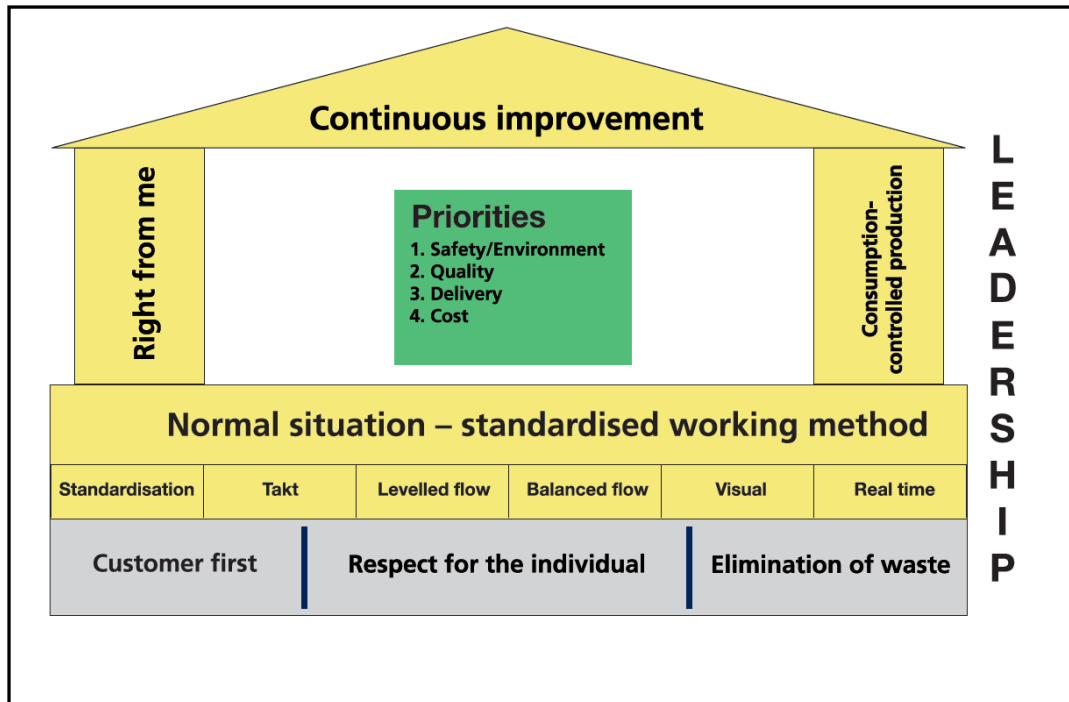 Continuous improvement
Right from me
Priorities
1. Safety/Environment
2. Quality
3. Delivery
4. Cost
Consumption-
controlled production
LEADERSHIP
Normal situation – standardised working method
Standardisation
Takt
Levelled flow
Balanced flow
Visual
Real time
Customer first
Respect for the individual
Elimination of waste